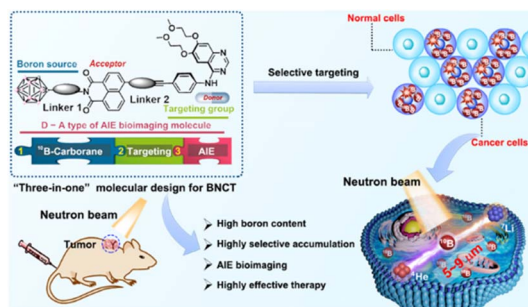 Boron source
Acceptor
Linker 1
Linker 2
Donor
Targeting group
D – A type of AIE bioimaging molecule
1
¹⁰B-Carborane
2
Targeting
3
AIE
"Three-in-one" molecular design for BNCT
Selective targeting
Normal cells
Cancer cells
Neutron beam
Tumor
High boron content
Highly selective accumulation
AIE bioimaging
Highly effective therapy
Neutron beam
⁷Li
¹⁰B
5-9 μm
He